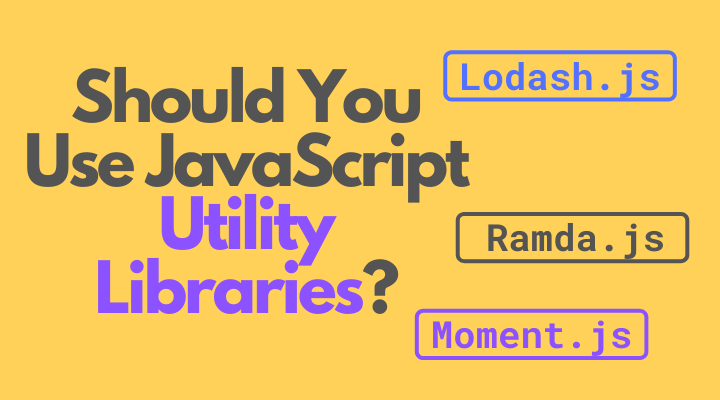 Should You
Use JavaScript
Utility
Libraries?
Lodash.js
Ramda.js
Moment.js